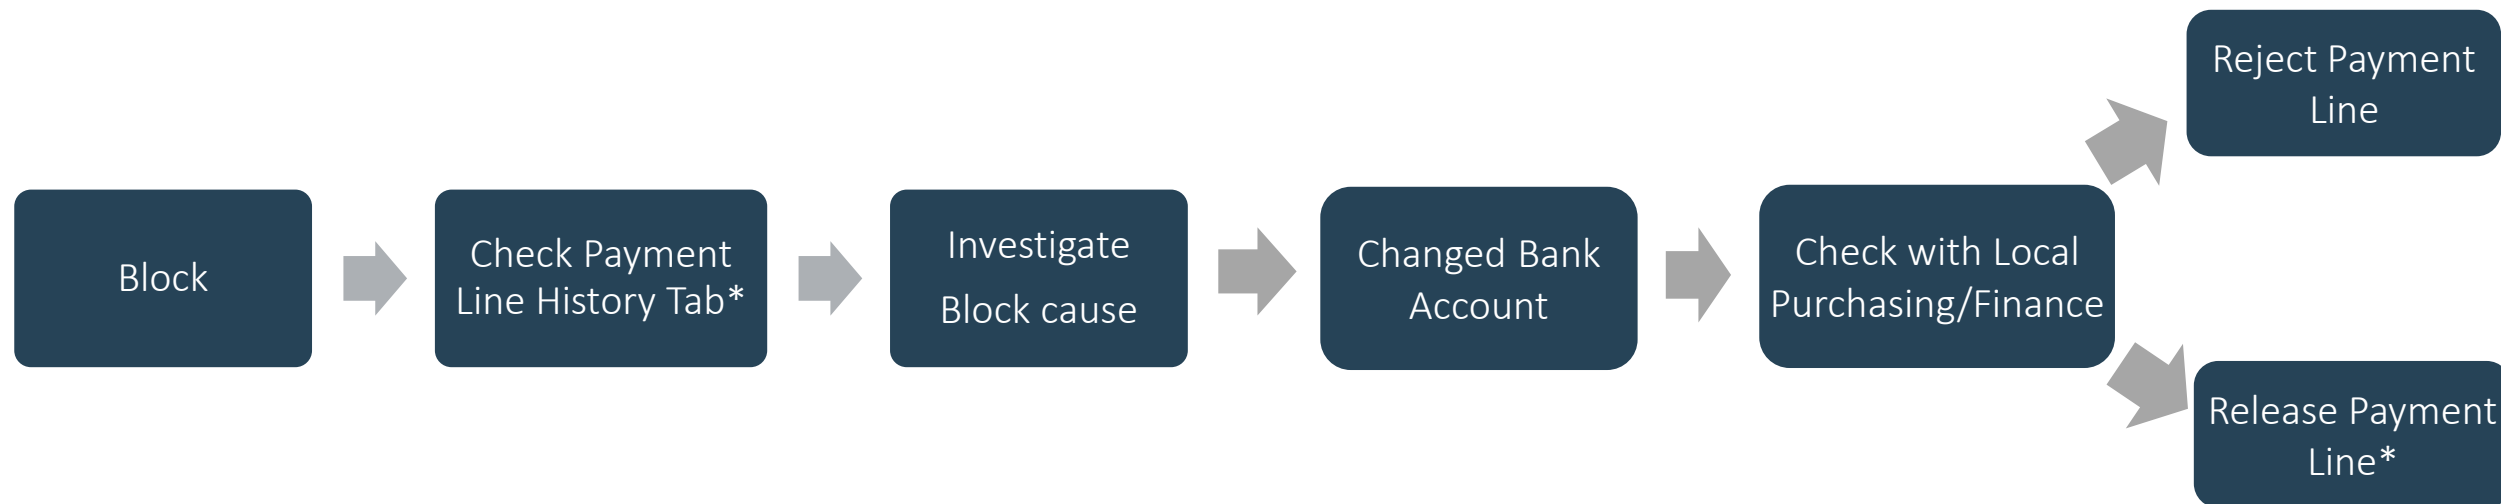 Block
Check Payment
Line History Tab*
Investigate
Block cause
Changed Bank
Account
Check with Local
Purchasing/Finance
Reject Payment
Line
Release Payment
Line*